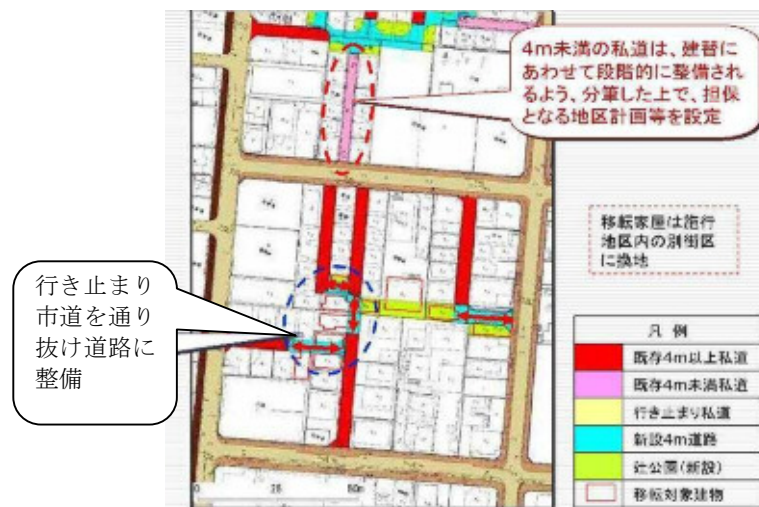 4m未満の私道は、建替に
あわせて段階的に整備され
るよう、分筆した上で、担保
となる地区計画等を設定
移転家屋は施行
地区内の別街区
に換地
行き止まり
市道を通り
抜け道路に
整備
凡 例
既存4m以上私道
既存4m未満私道
行き止まり私道
新設4m道路
辻公園(新設)
移転対象建物
0 25 50m